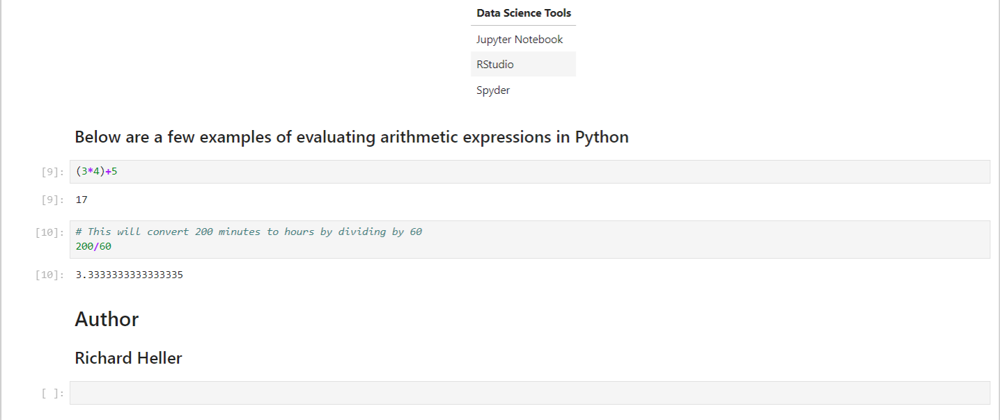 Data Science Tools
Jupyter Notebook
RStudio
Spyder
Below are a few examples of evaluating arithmetic expressions in Python
[9]: (3*4)+5
[9]: 17
[10]: # This will convert 200 minutes to hours by dividing by 60
200/60
[10]: 3.3333333333333335
Author
Richard Heller
[ ]: